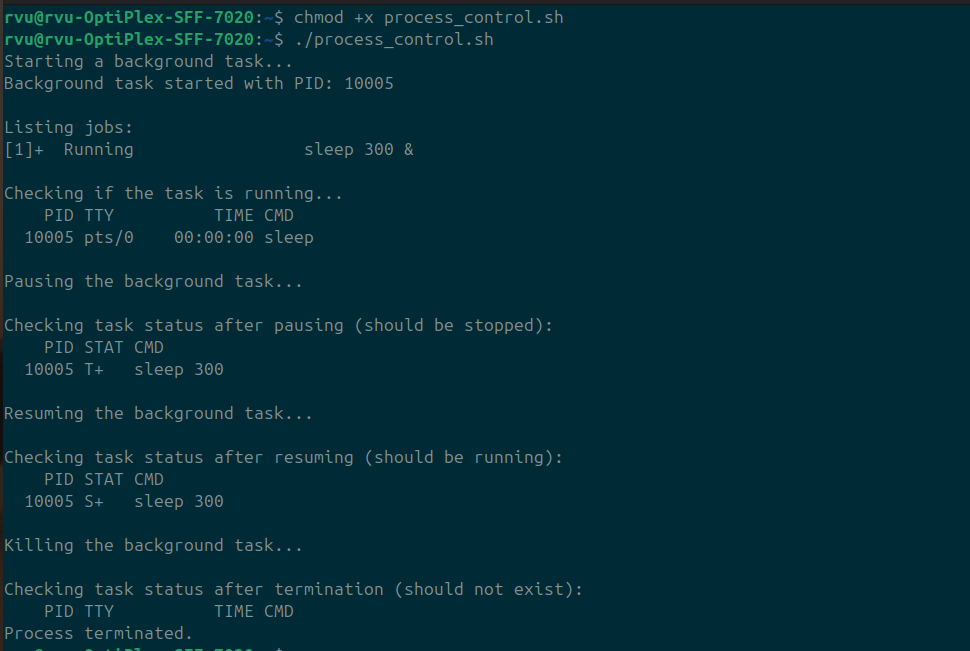 rvu@rvu-OptiPlex-SFF-7020:~$ chmod +x process_control.sh
rvu@rvu-OptiPlex-SFF-7020:~$ ./process_control.sh
Starting a background task...
Background task started with PID: 10005
Listing jobs:
[1]+  Running                 sleep 300 &
Checking if the task is running...
    PID TTY          TIME CMD
  10005 pts/0    00:00:00 sleep
Pausing the background task...
Checking task status after pausing (should be stopped):
    PID STAT CMD
  10005 T+   sleep 300
Resuming the background task...
Checking task status after resuming (should be running):
    PID STAT CMD
  10005 S+   sleep 300
Killing the background task...
Checking task status after termination (should not exist):
    PID TTY          TIME CMD
Process terminated.
rvu@rvu-OptiPlex-SFF-7020:~$